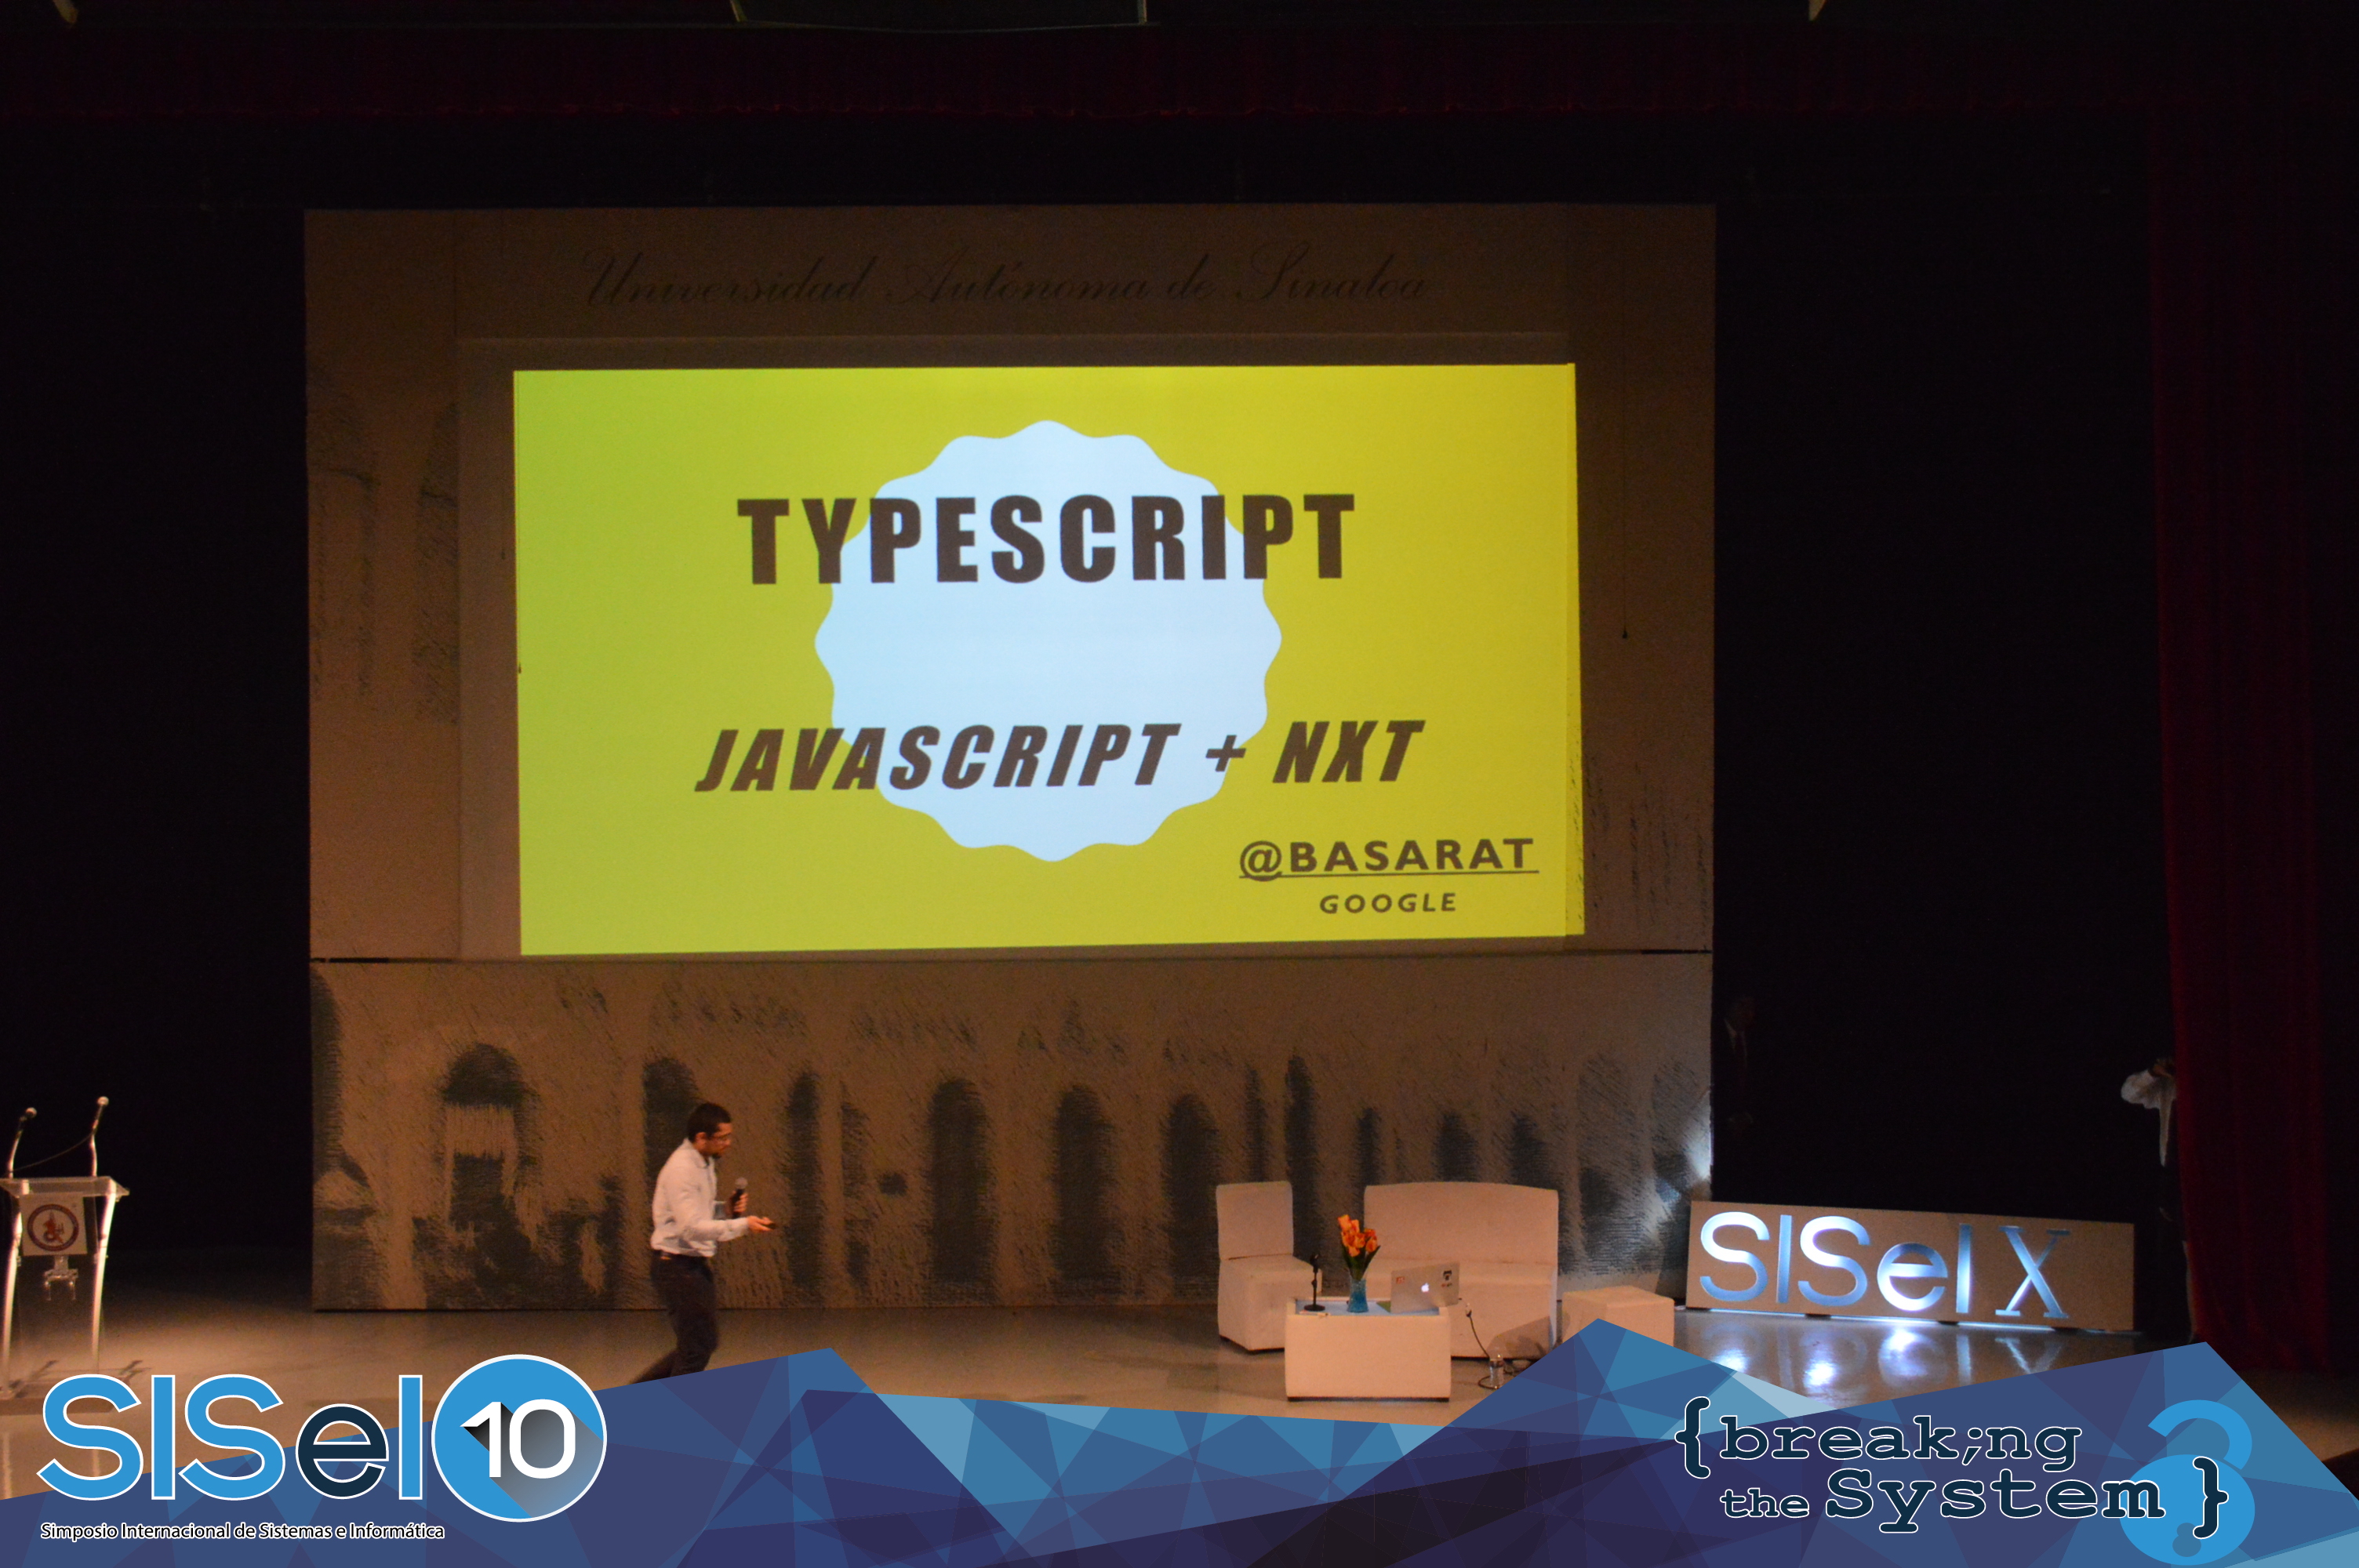 Universidad Autónoma de Sinaloa
TYPESCRIPT
JAVASCRIPT + NXT
@BASARAT
GOOGLE
SISeI X
SISeI 10
Simposio Internacional de Sistemas e Informática
{break;ng
the System }
3